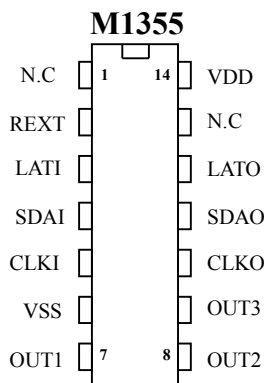 M1355
N.C 1 14 VDD
REXT N.C
LATI LATO
SDAI SDAO
CLKI CLKO
VSS OUT3
OUT1 7 8 OUT2